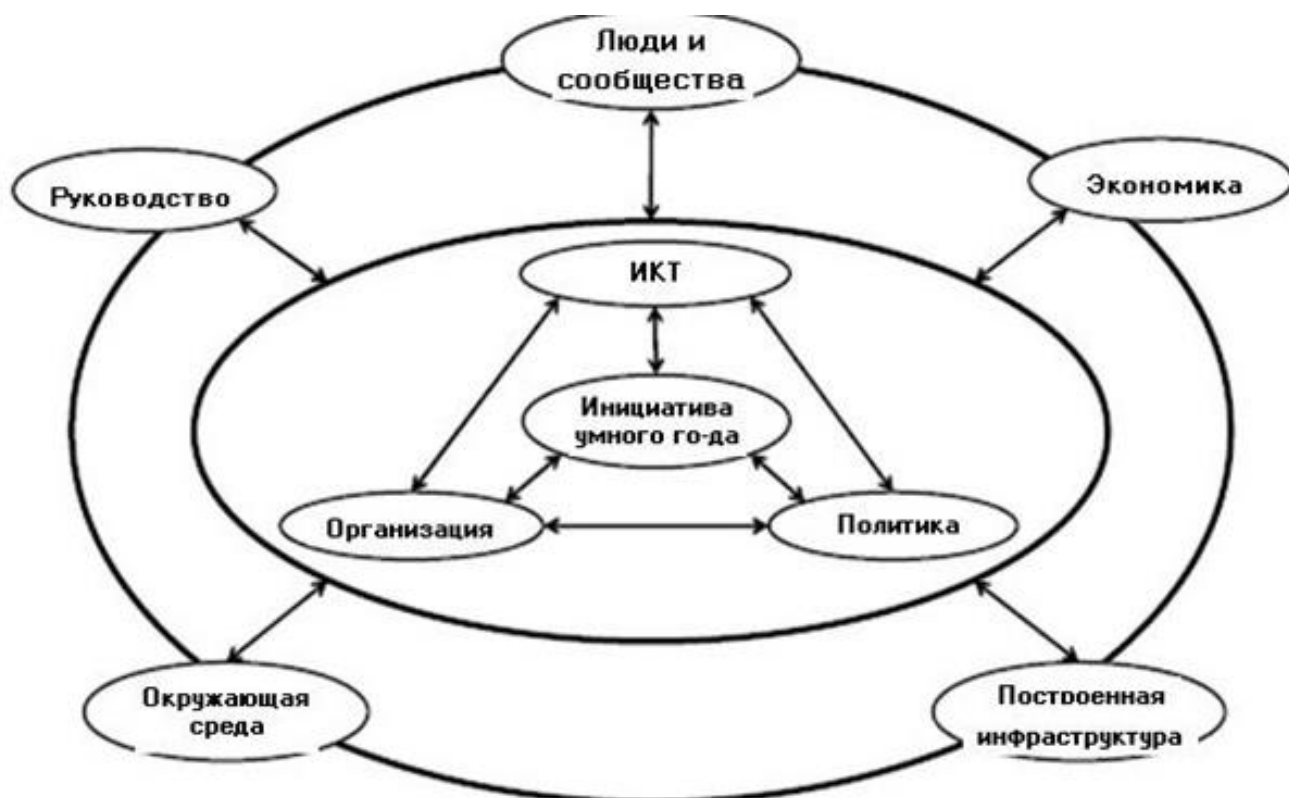 Люди и
сообщества
Руководство
Экономика
ИКТ
Инициатива
умного го-да
Организация
Политика
Окружающая
среда
Построенная
инфраструктура